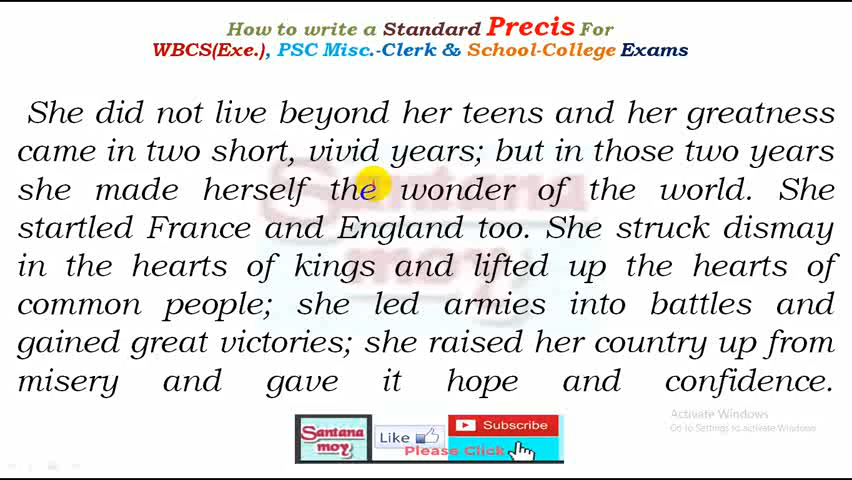 How to write a Standard Precis For
WBCS(Exe.), PSC Misc.-Clerk & School-College Exams
She did not live beyond her teens and her greatness
came in two short, vivid years; but in those two years
she made herself the wonder of the world. She
startled France and England too. She struck dismay
in the hearts of kings and lifted up the hearts of
common people; she led armies into battles and
gained great victories; she raised her country up from
misery and gave it hope and confidence.
Santana
moy
Activate Windows
Go to Settings to activate Windows
Santana
moy
Like
Subscribe
Please Click